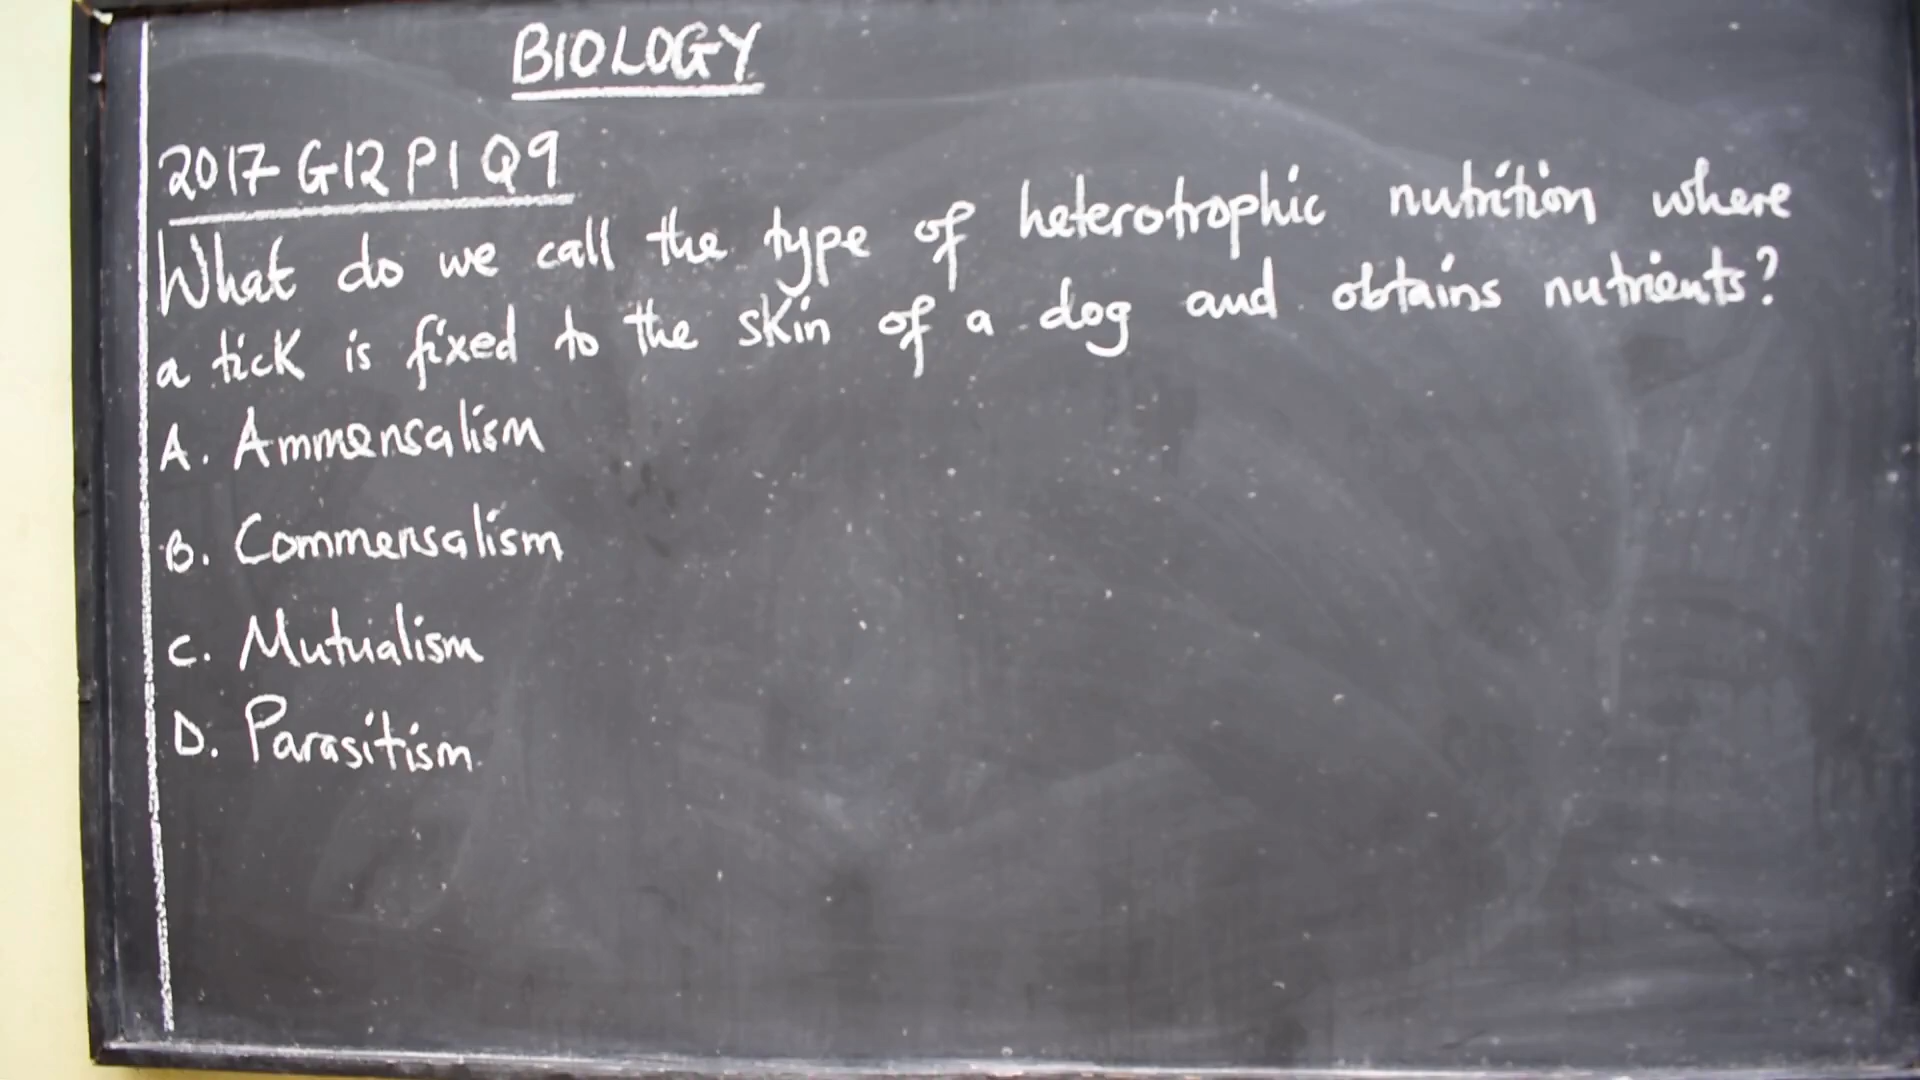 BIOLOGY
2017 G12 P1 Q9
What do we call the type of heterotrophic nutrition where
a tick is fixed to the skin of a dog and obtains nutrients?
A. Ammensalism
B. Commensalism
C. Mutualism
D. Parasitism.